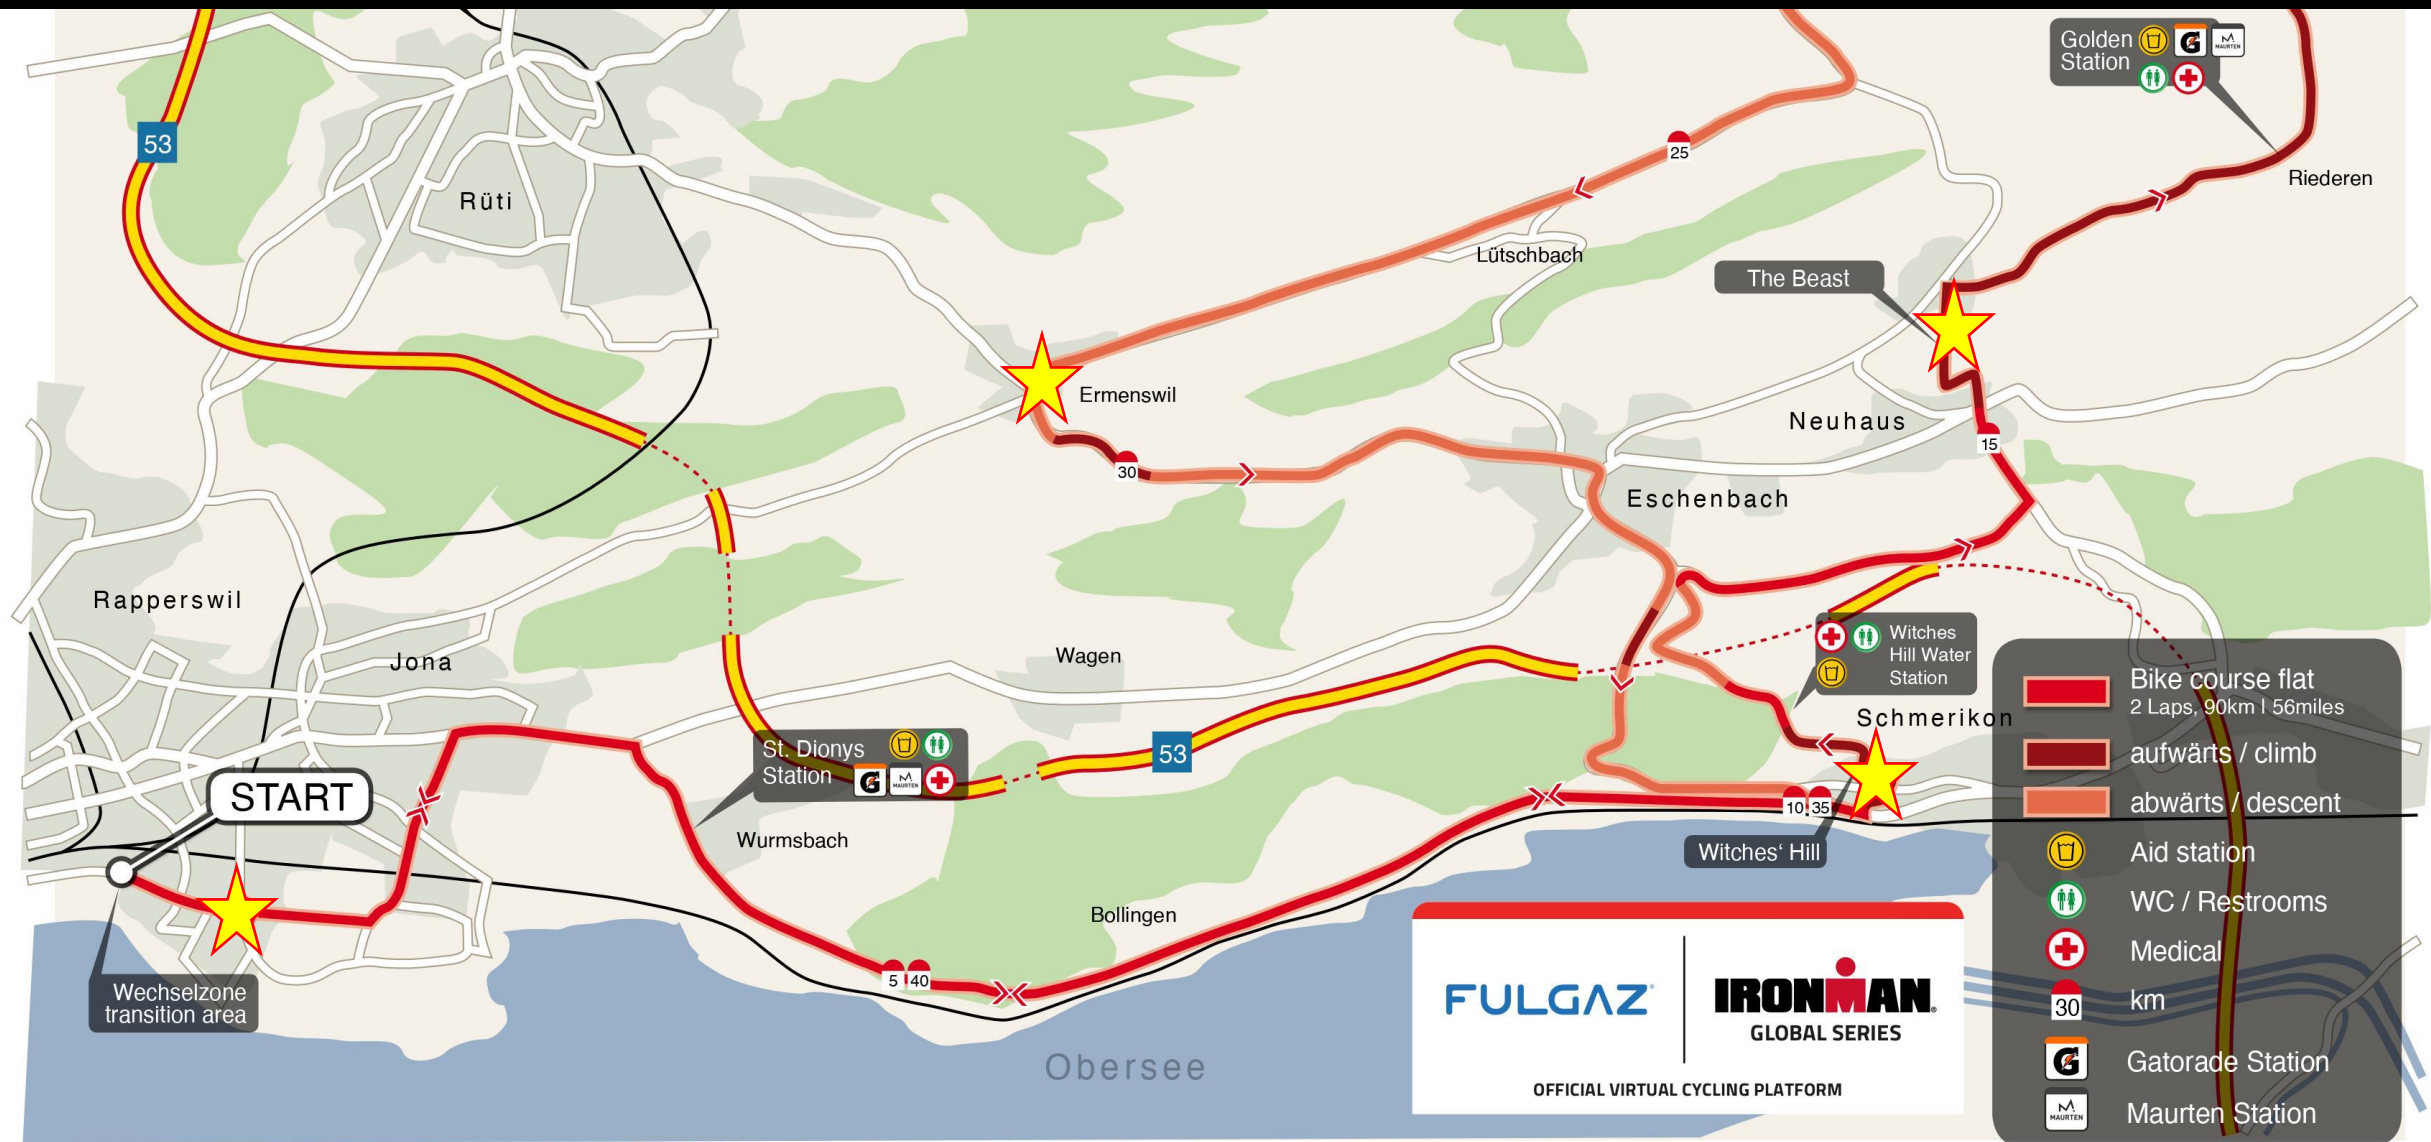 Golden
Station
MAURTEN
53
25
Rüti
Riederen
Lütschbach
The Beast
Ermenswil
Neuhaus
15
30
Eschenbach
Rapperswil
Jona
Wagen
Witches
Hill Water
Station
Schmerikon
St. Dionys
Station
MAURTEN
53
START
Wurmsbach
10
35
Witches' Hill
Bollingen
5
40
Wechselzone
transition area
Obersee
FULGAZ
IRONMAN
GLOBAL SERIES
OFFICIAL VIRTUAL CYCLING PLATFORM
Bike course flat
2 Laps, 90km | 56miles
aufwärts / climb
abwärts / descent
Aid station
WC / Restrooms
Medical
30
km
G
Gatorade Station
MAURTEN
Maurten Station